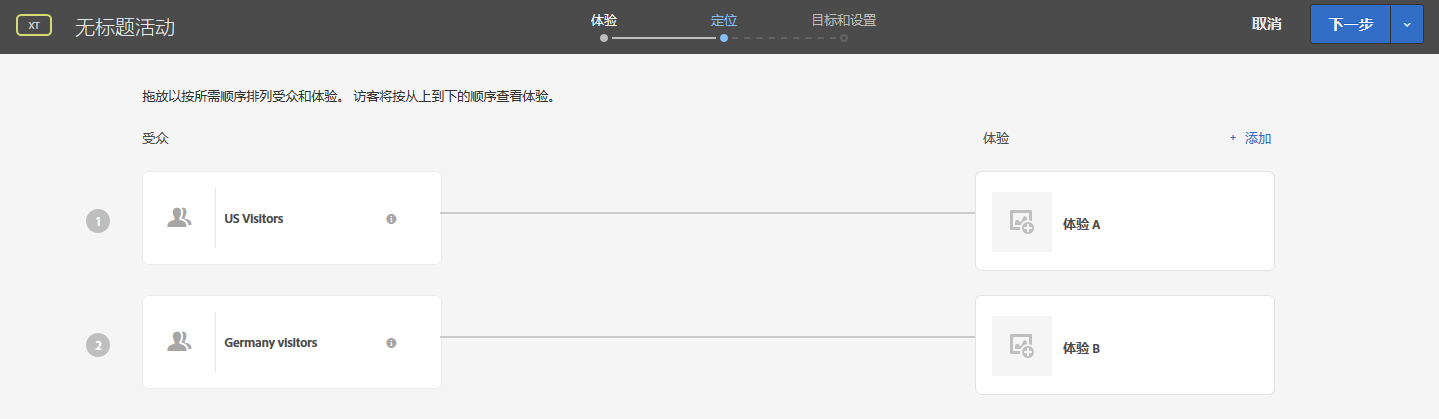 XT 无标题活动 体验 定位 目标和设置 取消 下一步
拖放以按所需顺序排列受众和体验。 访客将按从上到下的顺序查看体验。
受众 体验 + 添加
1 US Visitors 体验 A
2 Germany visitors 体验 B